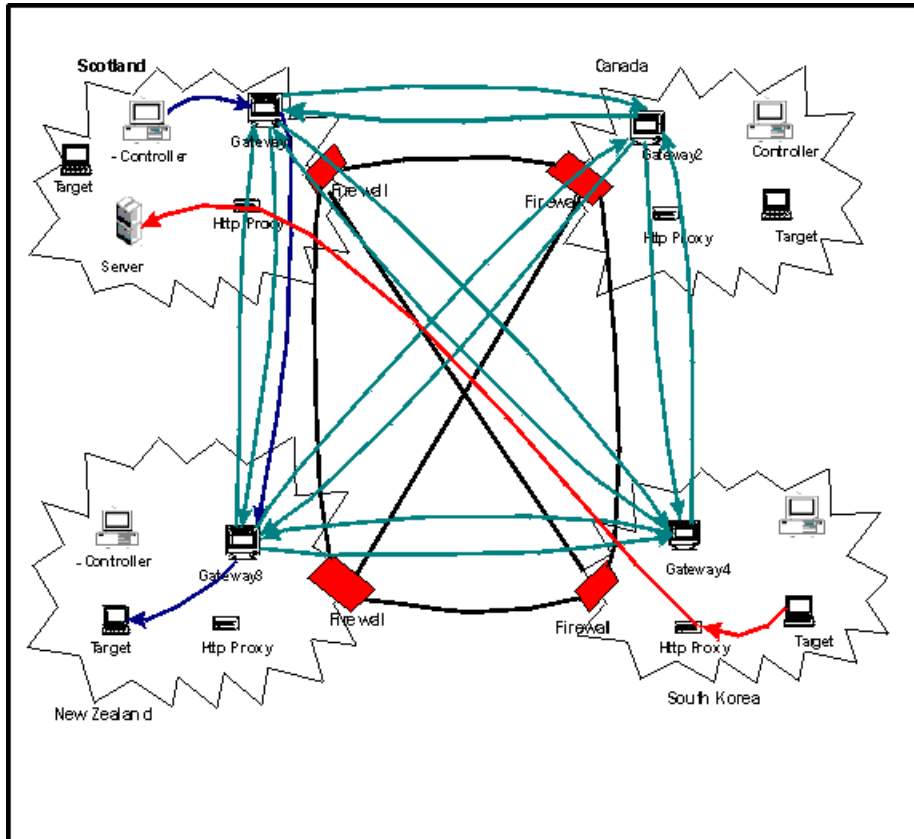 Scotland
Canada
- Controller
Gateway
Gateway2
Controller
Target
Firewall
Firewall
Http Proxy
Http Proxy
Target
Server
- Controller
Gateway3
Gateway4
Target
Http Proxy
Firewall
Firewall
Http Proxy
Target
New Zealand
South Korea